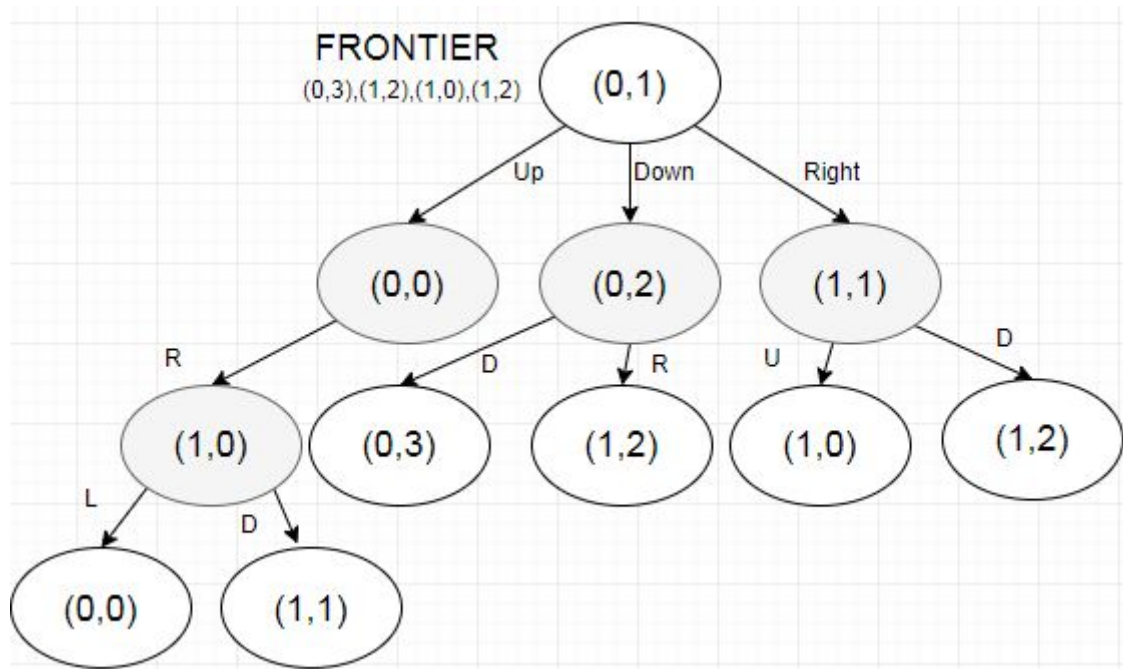 FRONTIER
(0,3),(1,2),(1,0),(1,2)
(0,1)
Up
Down
Right
(0,0)
(0,2)
(1,1)
R
D
R
U
D
(1,0)
(0,3)
(1,2)
(1,0)
(1,2)
L
D
(0,0)
(1,1)